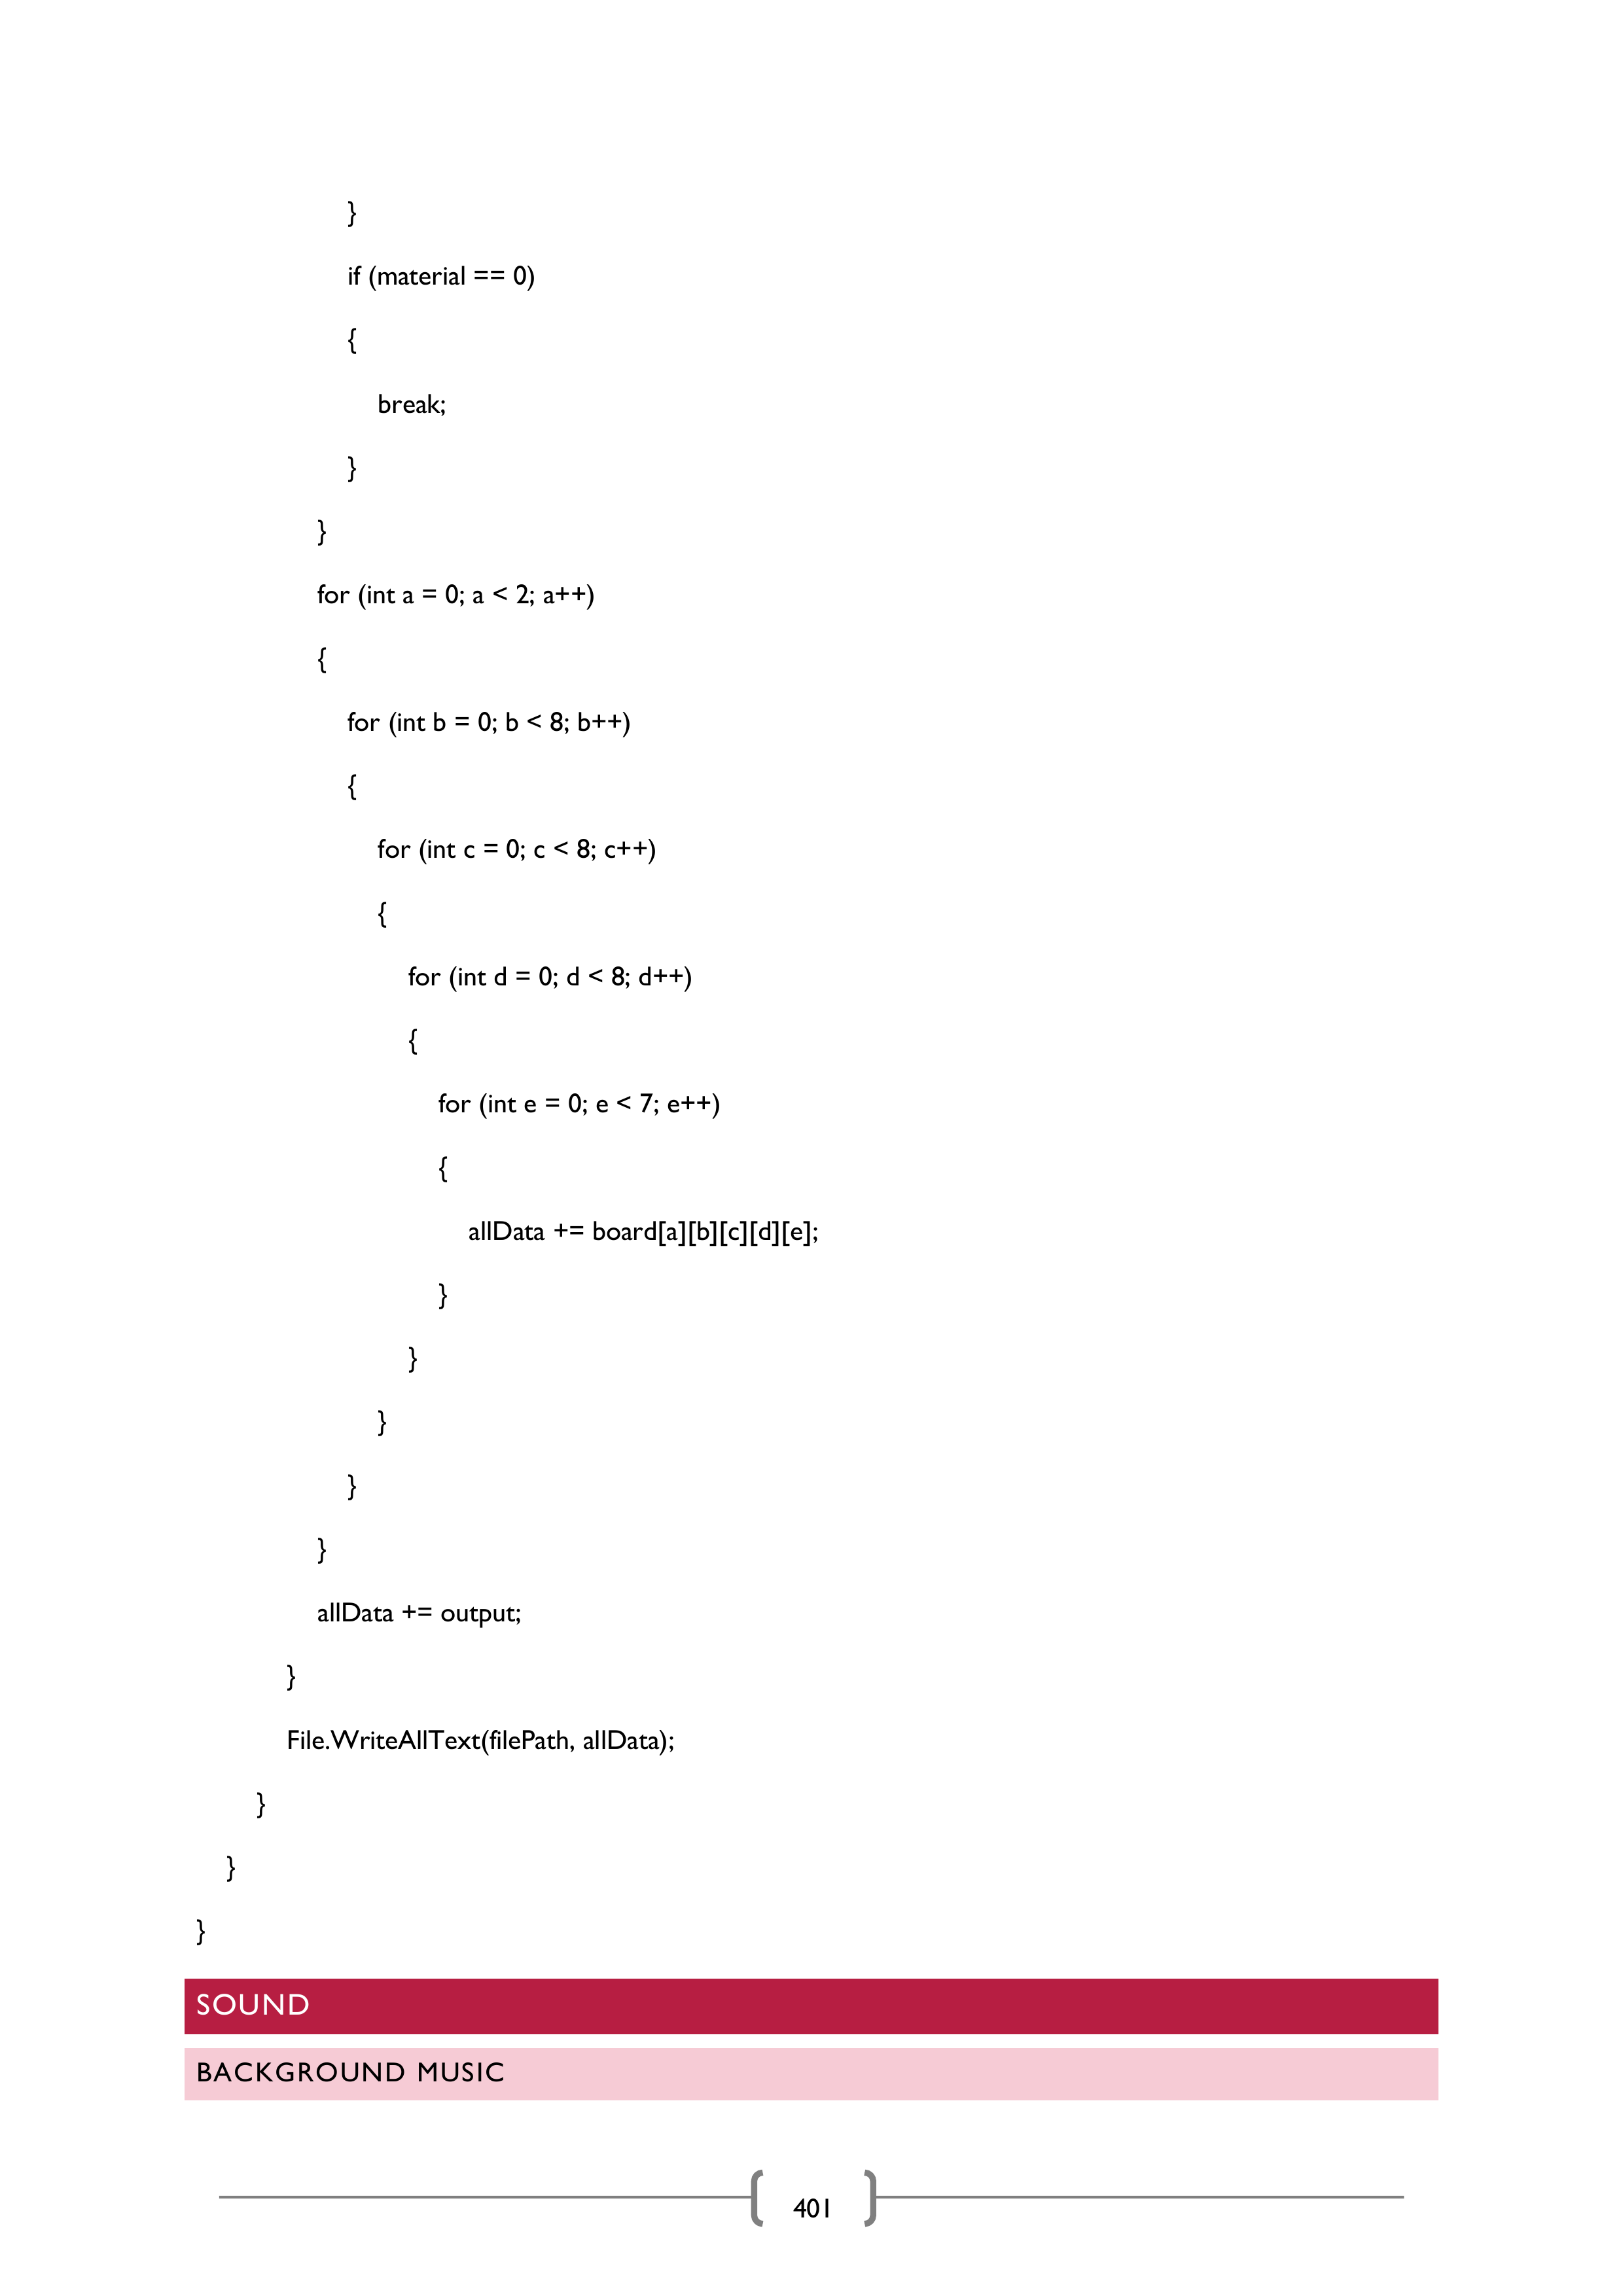 }
if (material == 0)
{
break;
}
}
for (int a = 0; a < 2; a++)
{
for (int b = 0; b < 8; b++)
{
for (int c = 0; c < 8; c++)
{
for (int d = 0; d < 8; d++)
{
for (int e = 0; e < 7; e++)
{
allData += board[a][b][c][d][e];
}
}
}
}
}
allData += output;
}
File.WriteAllText(filePath, allData);
}
}
}
SOUND
BACKGROUND MUSIC
401